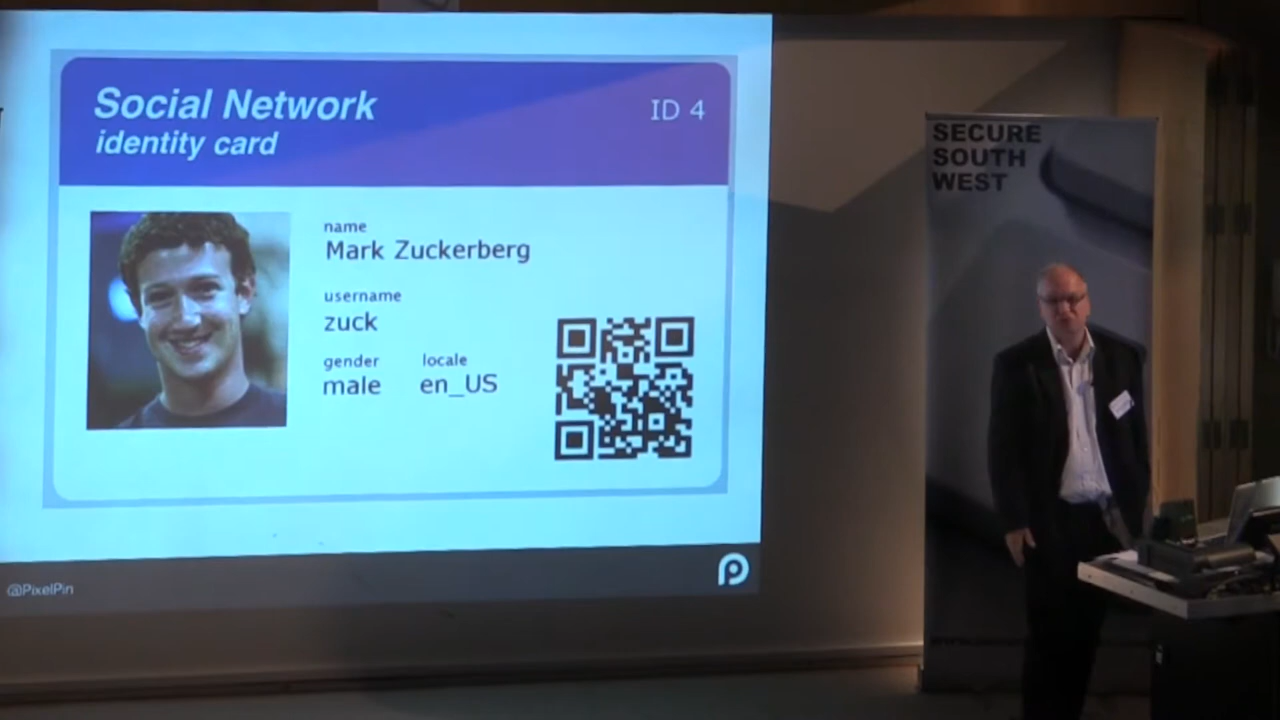 Social Network
identity card
ID 4
name
Mark Zuckerberg
username
zuck
gender locale
male en_US
@PixelPin
SECURE
SOUTH
WEST